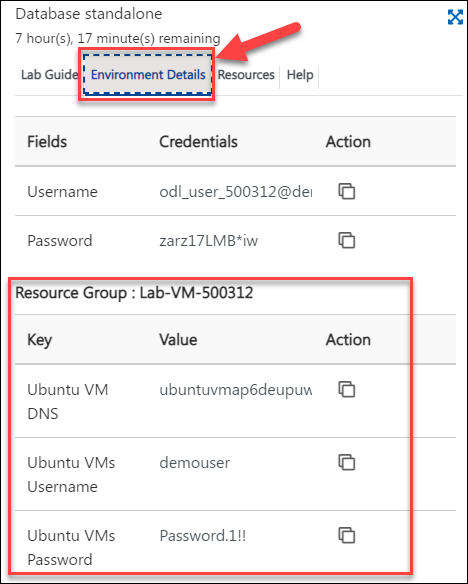 Database standalone
7 hour(s), 17 minute(s) remaining
Lab Guide Environment Details Resources Help
Fields Credentials Action
Username odl_user_500312@de
Password zarz17LMB*iw
Resource Group : Lab-VM-500312
Key Value Action
Ubuntu VM ubuntuvmap6deupuw
DNS
Ubuntu VMs demouser
Username
Ubuntu VMs Password.1!!
Password